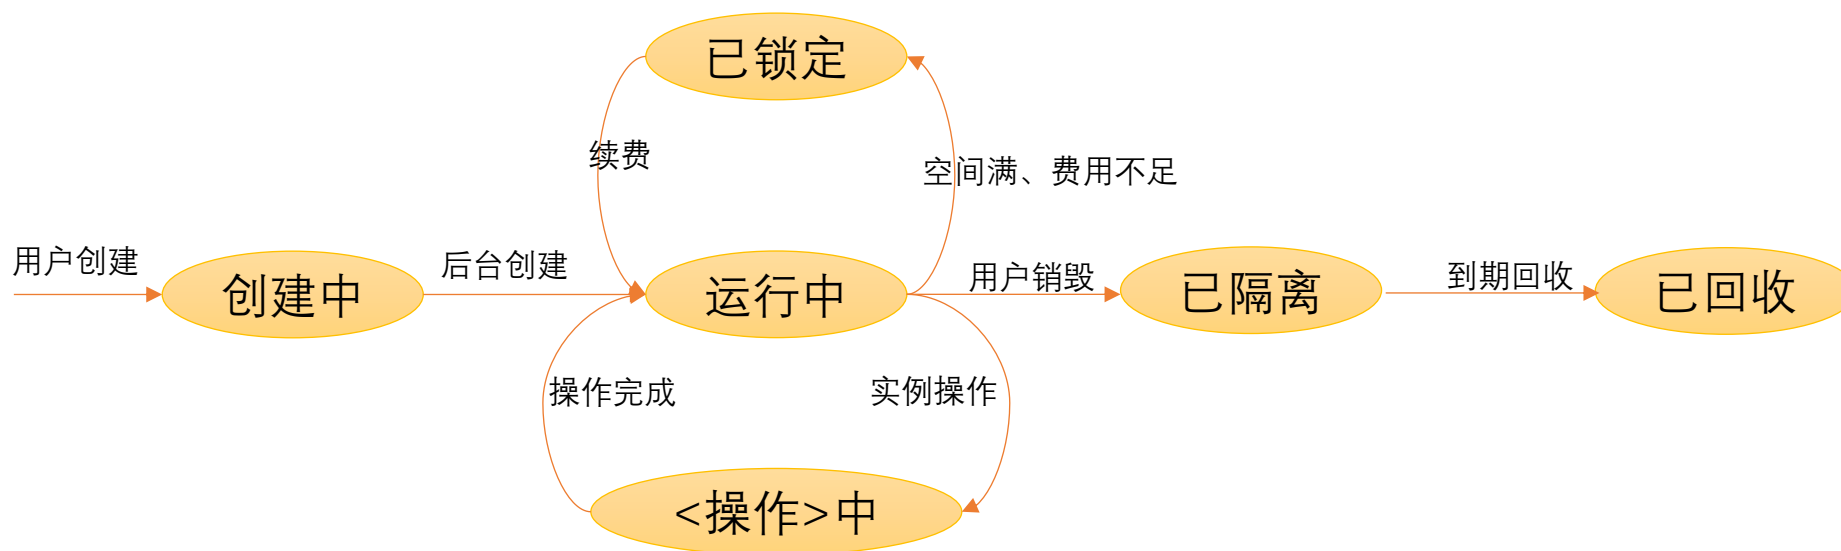 已锁定
续费
空间满、费用不足
用户创建
创建中
后台创建
运行中
用户销毁
已隔离
到期回收
已回收
操作完成
实例操作
<操作>中